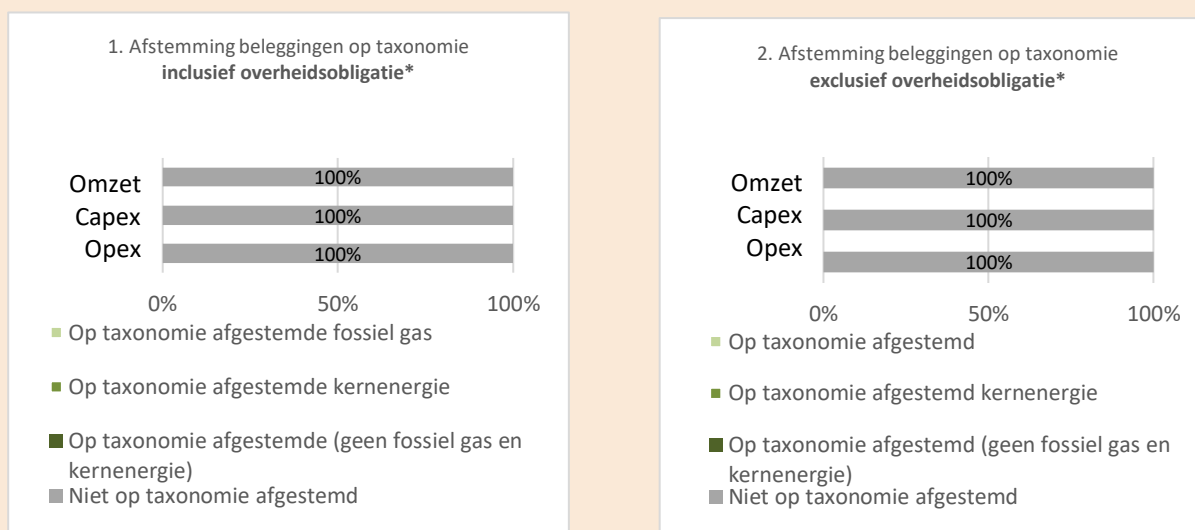 1. Afstemming beleggingen op taxonomie
inclusief overheidsobligatie*
Omzet
100%
Capex
100%
Opex
100%
0% 50% 100%
Op taxonomie afgestemde fossiel gas
Op taxonomie afgestemde kernenergie
Op taxonomie afgestemde (geen fossiel gas en
kernenergie)
Niet op taxonomie afgestemd
2. Afstemming beleggingen op taxonomie
exclusief overheidsobligatie*
Omzet
100%
Capex
100%
Opex
100%
0% 50% 100%
Op taxonomie afgestemd
Op taxonomie afgestemd kernenergie
Op taxonomie afgestemd (geen fossiel gas en
kernenergie)
Niet op taxonomie afgestemd